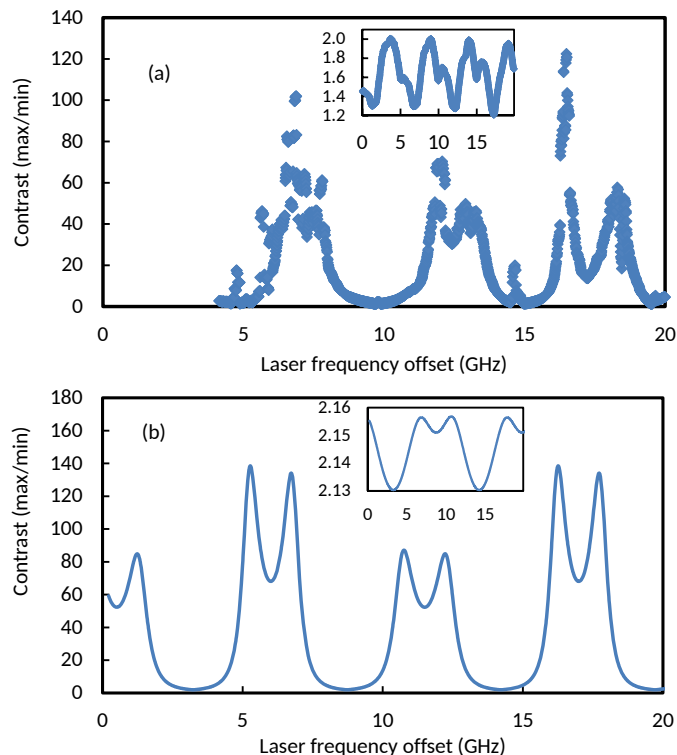 140
120
100
80
60
40
20
0
Contrast (max/min)
(a)
2.0
1.8
1.6
1.4
1.2
0 5 10 15
0 5 10 15 20
Laser frequency offset (GHz)
180
160
140
120
100
80
60
40
20
0
Contrast (max/min)
(b)
2.16
2.15
2.14
2.13
0 5 10 15
0 5 10 15 20
Laser frequency offset (GHz)